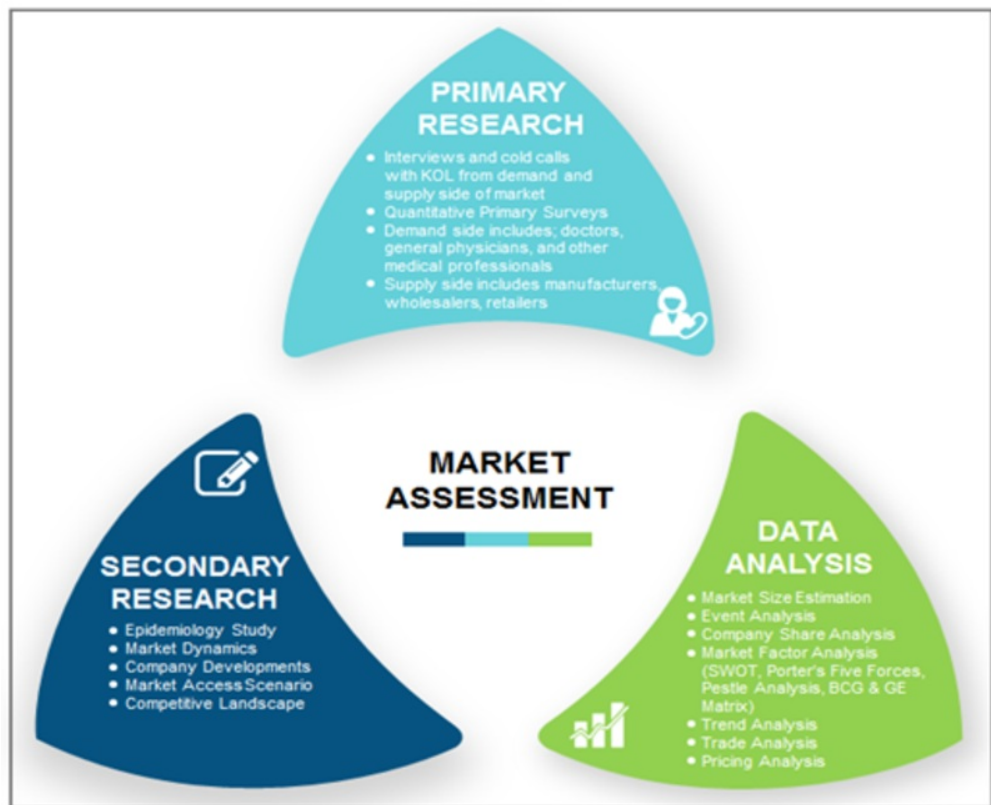 PRIMARY
RESEARCH
• Interviews and cold calls
with KOL from demand and
supply side of market
• Quantitative Primary Surveys
• Demand side includes; doctors,
general physicians, and other
medical professionals
• Supply side includes manufacturers,
wholesalers, retailers
MARKET
ASSESSMENT
SECONDARY
RESEARCH
• Epidemiology Study
• Market Dynamics
• Company Developments
• Market Access Scenario
• Competitive Landscape
DATA
ANALYSIS
• Market Size Estimation
• Event Analysis
• Company Share Analysis
• Market Factor Analysis
(SWOT, Porter's Five Forces,
Pestle Analysis, BCG & GE
Matrix)
• Trend Analysis
• Trade Analysis
• Pricing Analysis